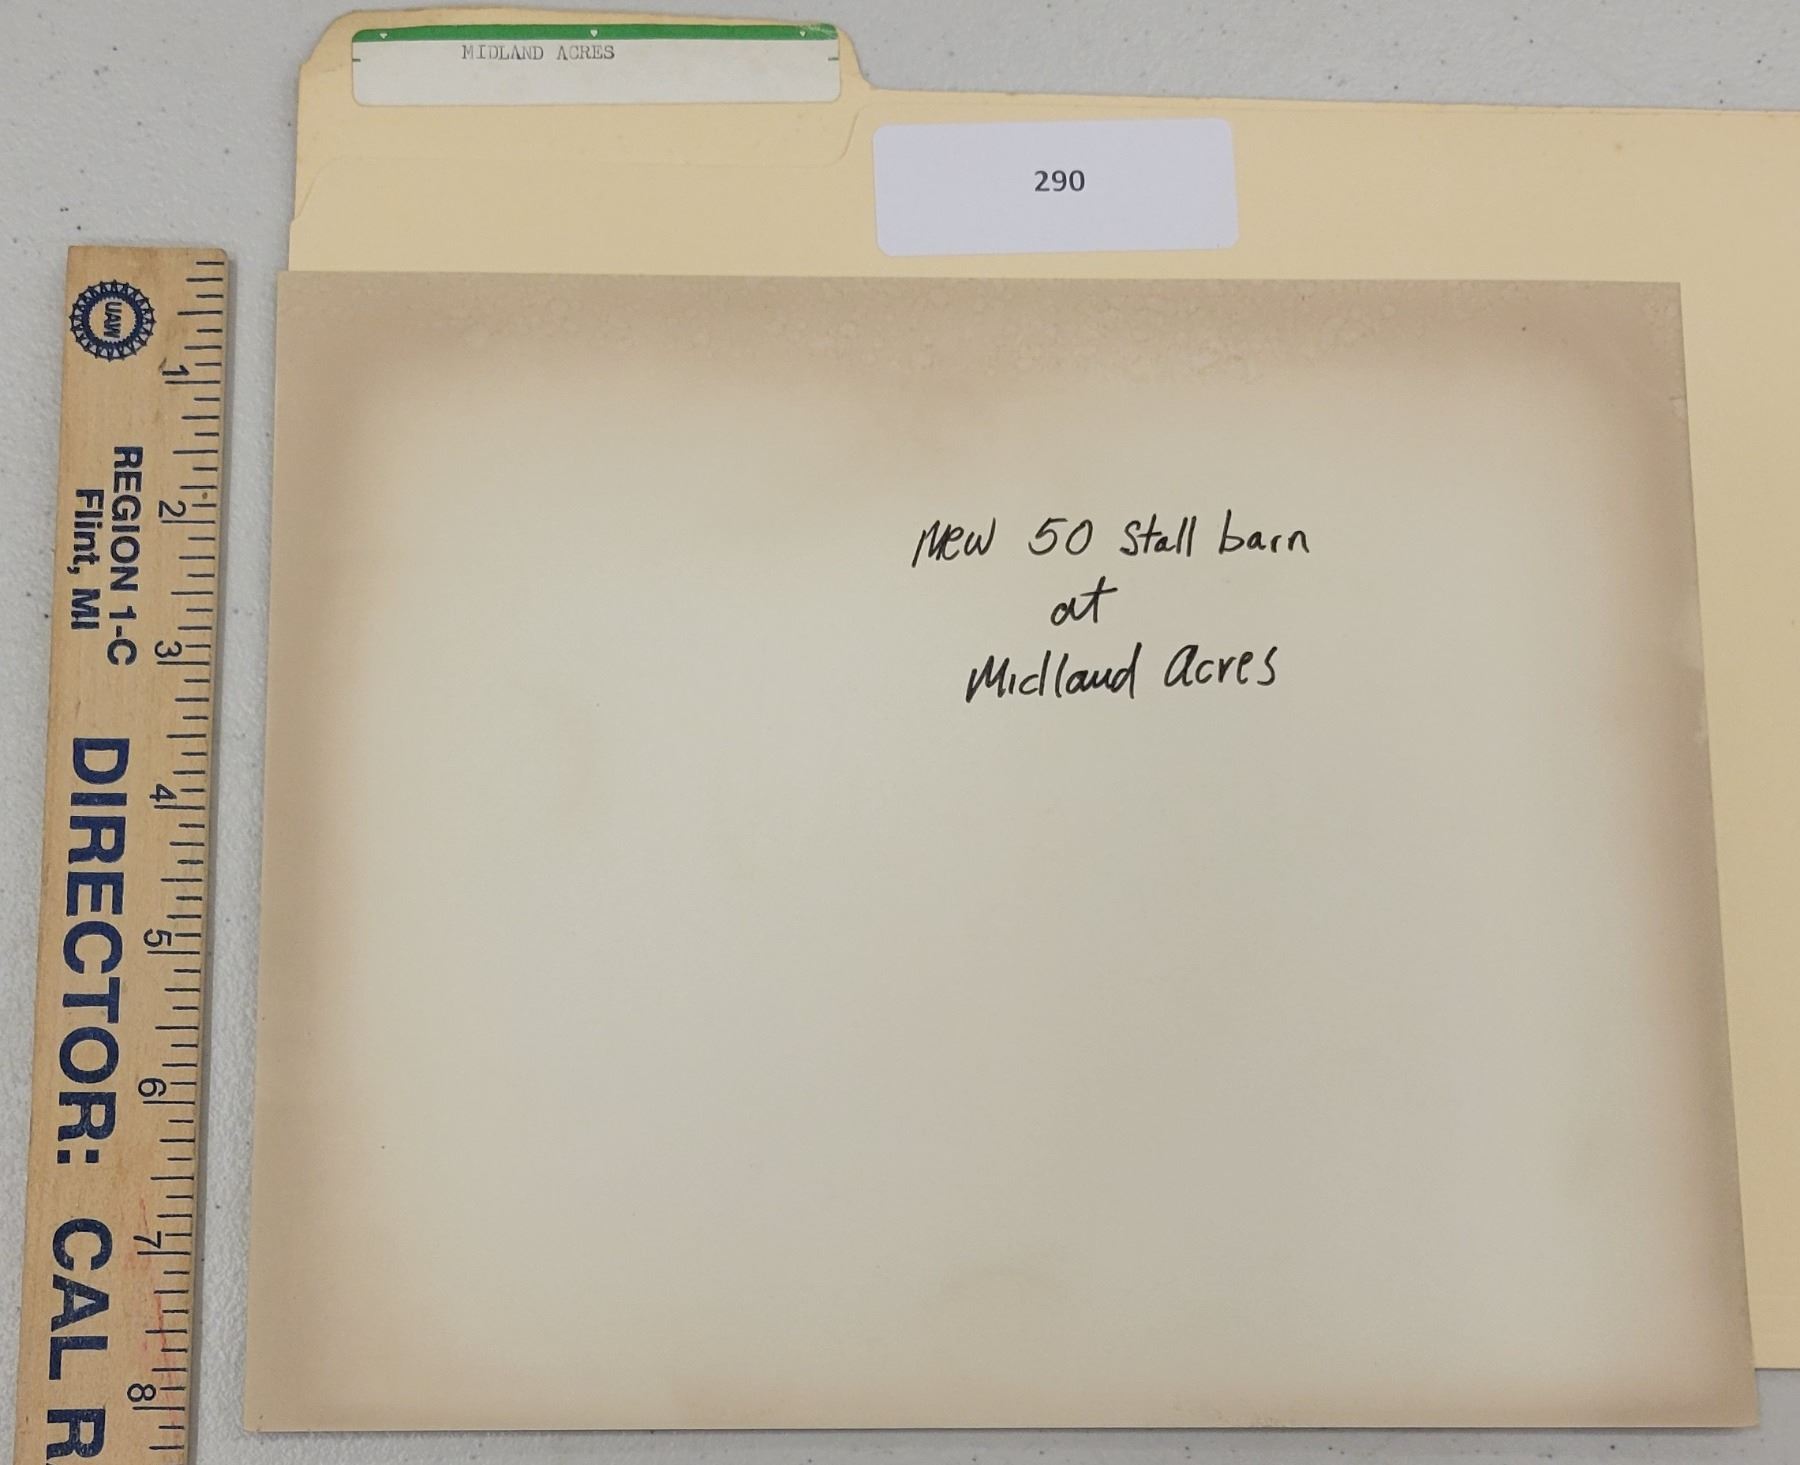 MIDLAND ACRES
290
New 50 Stall barn
at
Midland Acres
UAW
REGION 1-C
Flint, MI
DIRECTOR: CAL R
1
2
3
4
5
6
7
8